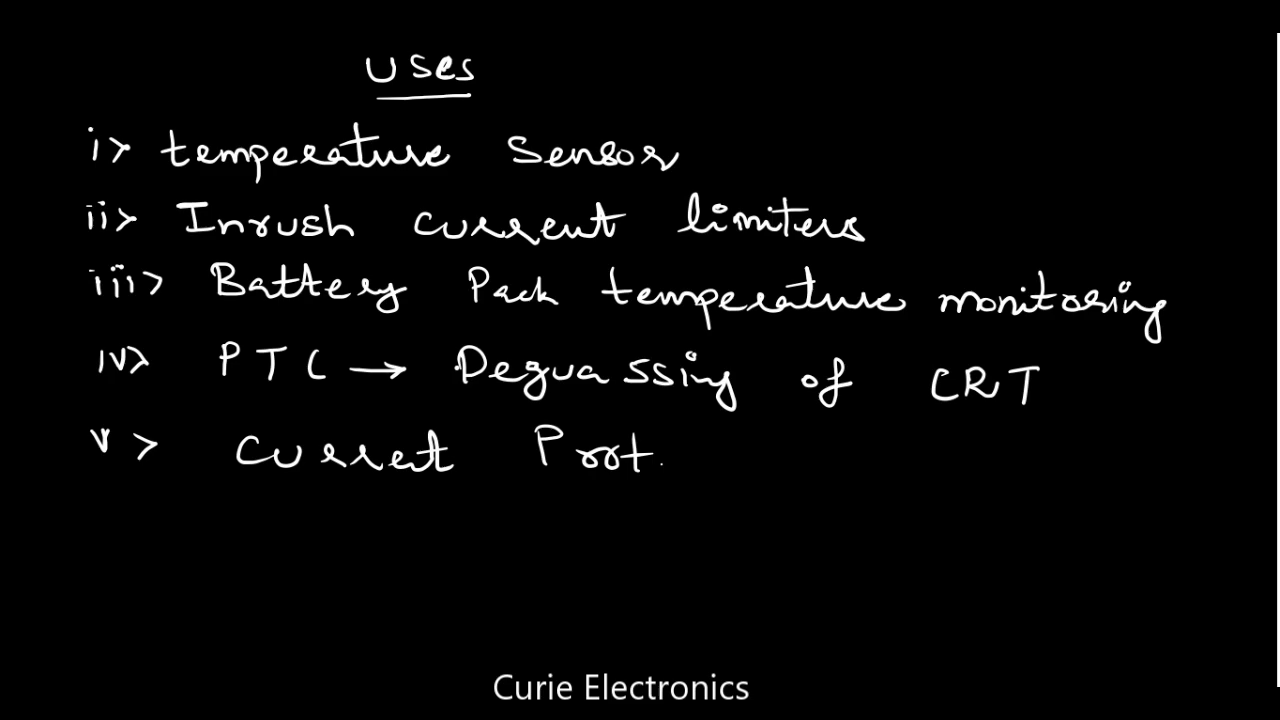 uses
i> temperature sensor
ii> Inrush current limiters
iii> Battery Pack temperature monitoring
iv> PTC → Deguassing of CRT
v> Current Prot
Curie Electronics